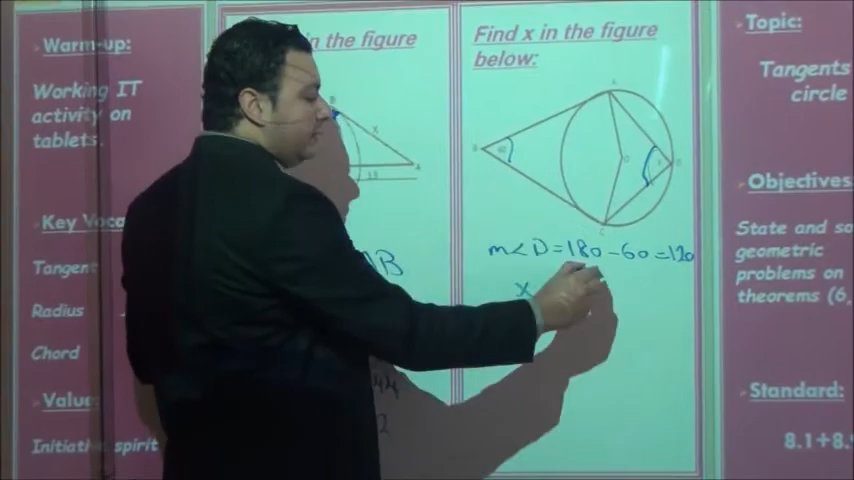 Warm-up:
Working IT
activity on
tablets.
Key Voca
Tangent
Radius
Chord
Value:
Initiative spirit
in the figure
x
A
18
AB
Find x in the figure
below:
m<D=180-60=120
X
Topic:
Tangents
circle.
Objectives
State and so
geometric
problems on
theorems (6,
Standard:
8.1+8.